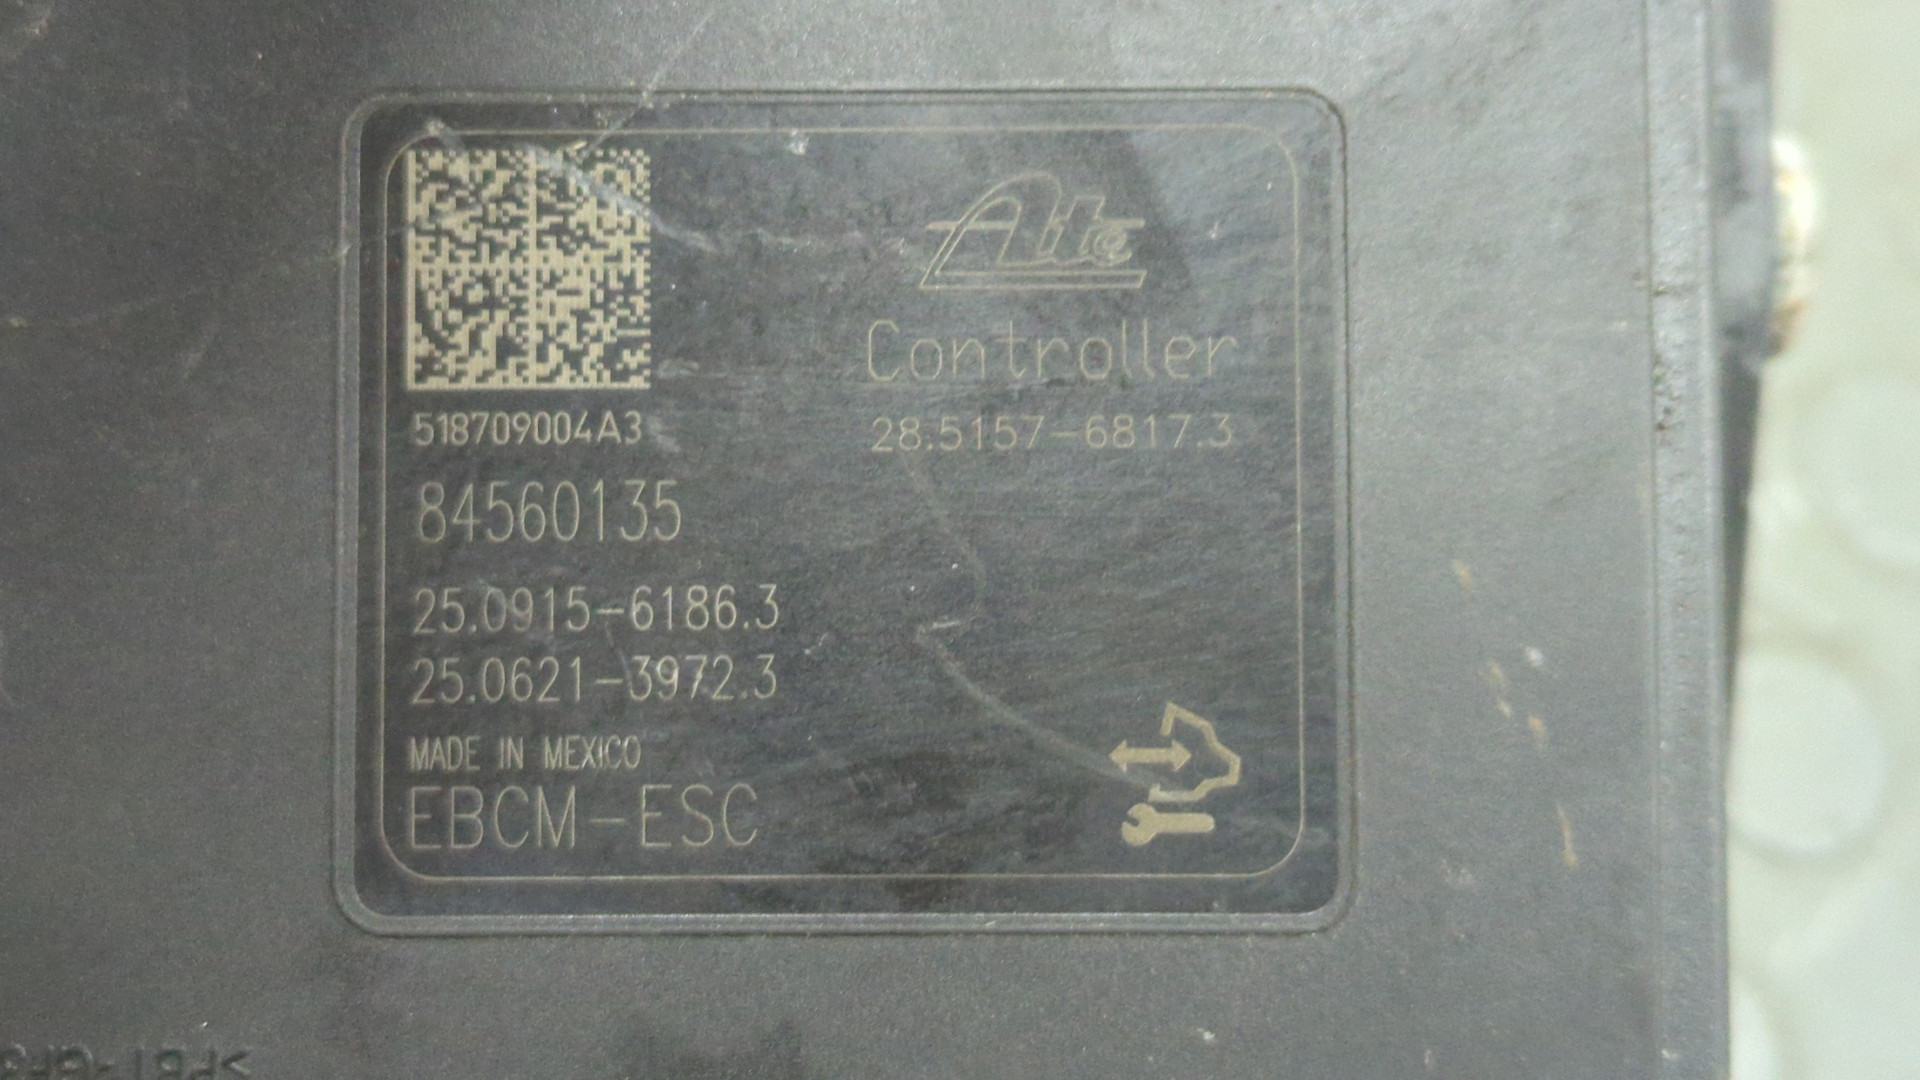 Ate
Controller
28.5157-6817.3
518709004A3
84560135
25.0915-6186.3
25.0621-3972.3
MADE IN MEXICO
EBCM-ESC